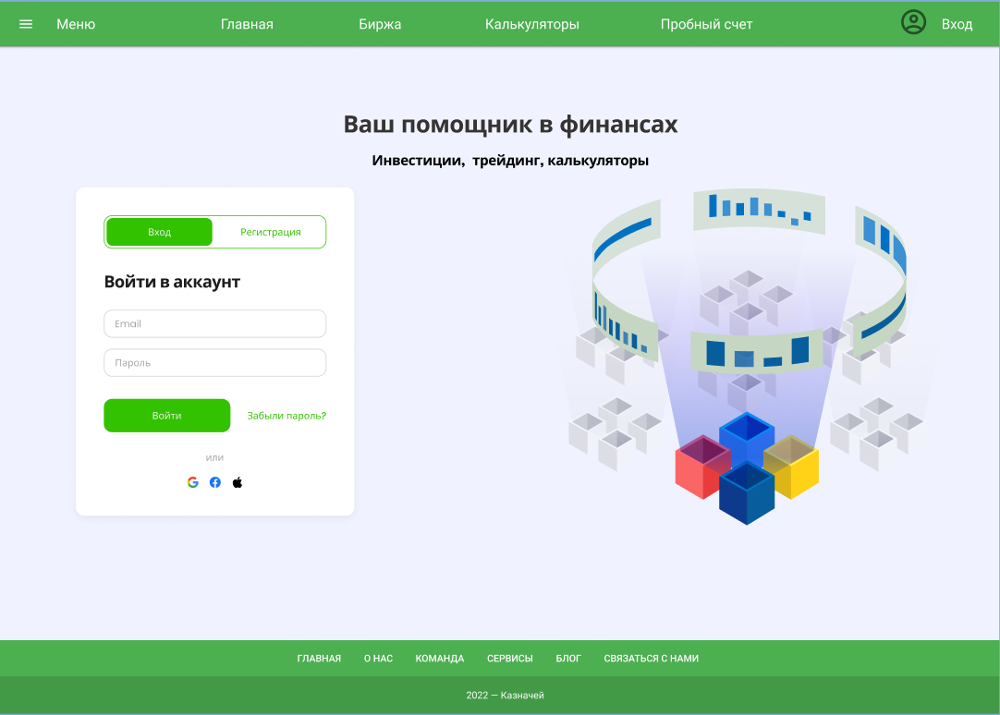 Меню Главная Биржа Калькуляторы Пробный счет Вход
Ваш помощник в финансах
Инвестиции, трейдинг, калькуляторы
Вход Регистрация
Войти в аккаунт
Email
Пароль
Войти Забыли пароль?
или
ГЛАВНАЯ О НАС КОМАНДА СЕРВИСЫ БЛОГ СВЯЗАТЬСЯ С НАМИ
2022 — Казначей